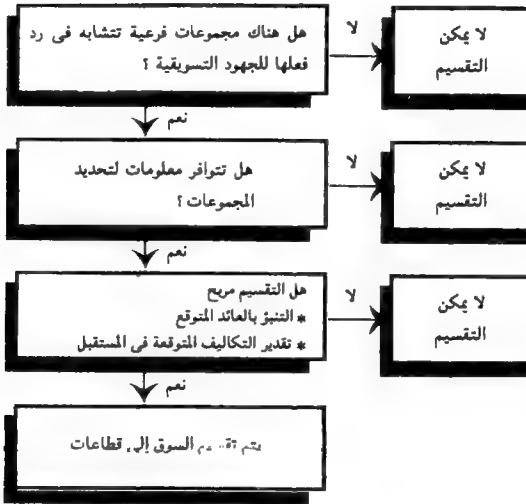 هل هناك مجموعات فرعية تتشابه فى رد
فعلها للجهود التسويقية ؟
لا
لا يمكن
التقسيم
نعم
هل تتوافر معلومات لتحديد
المجموعات ؟
لا
لا يمكن
التقسيم
نعم
هل التقسيم مربح
* التنبؤ بالعائد المتوقع
* تقدير التكاليف المتوقعة فى المستقبل
لا
لا يمكن
التقسيم
نعم
يتم تقسيم السوق إلى قطاعات